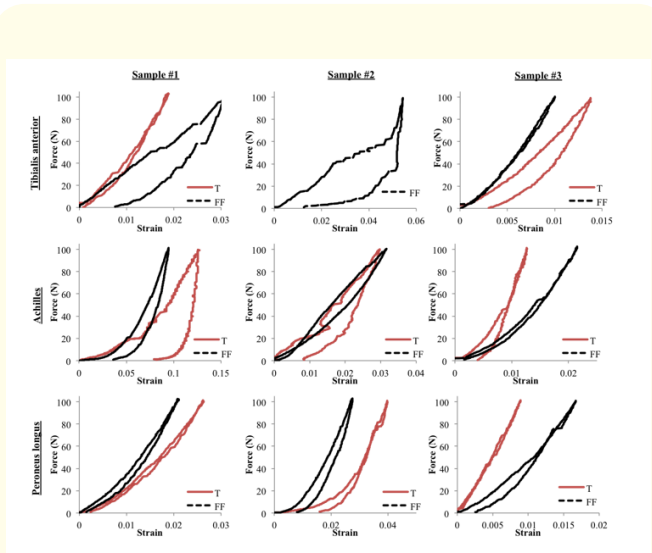 Sample #1 Sample #2 Sample #3
Tibialis anterior
Force (N)
100
80
60
40
20
0
0 0.01 0.02 0.03
Strain
T
FF
Force (N)
100
80
60
40
20
0
0 0.02 0.04 0.06
Strain
FF
Force (N)
100
80
60
40
20
0
0 0.005 0.01 0.015
Strain
T
FF
Achilles
Force (N)
100
80
60
40
20
0
0 0.05 0.1 0.15
Strain
T
FF
Force (N)
100
80
60
40
20
0
0 0.01 0.02 0.03 0.04
Strain
T
FF
Force (N)
100
80
60
40
20
0
0 0.01 0.02
Strain
T
FF
Peroneus longus
Force (N)
100
80
60
40
20
0
0 0.01 0.02 0.03
Strain
T
FF
Force (N)
100
80
60
40
20
0
0 0.02 0.04
Strain
T
FF
Force (N)
100
80
60
40
20
0
0 0.005 0.01 0.015 0.02
Strain
T
FF